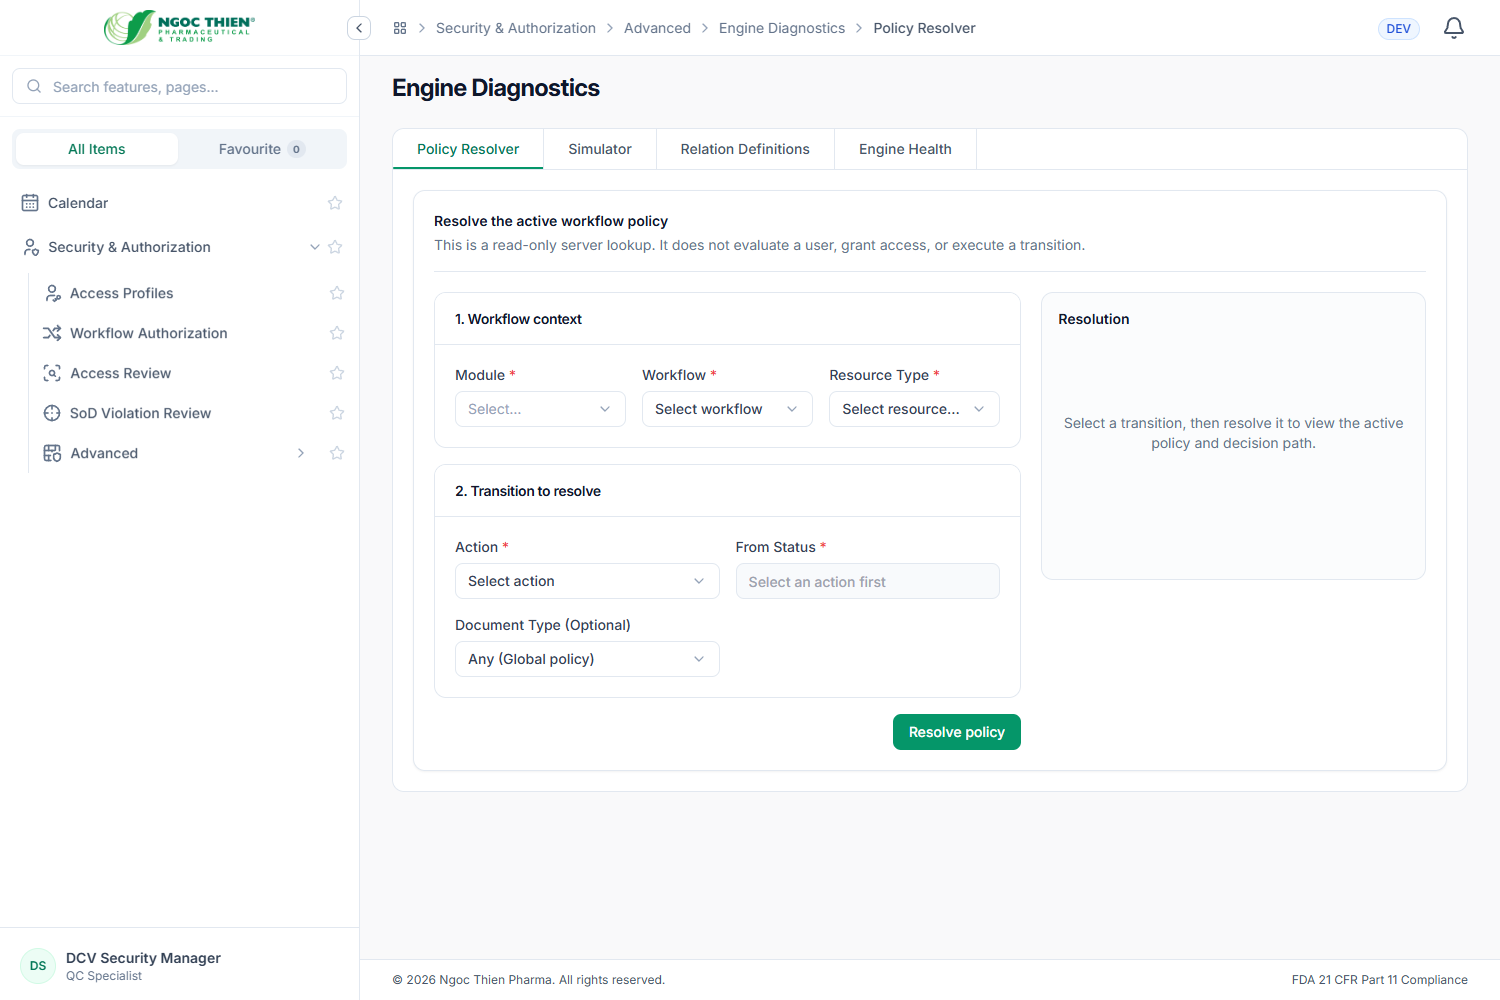 NGOC THIEN®
PHARMACEUTICAL
& TRADING
Security & Authorization
Advanced
Engine Diagnostics
Policy Resolver
DEV
Search features, pages...
All Items
Favourite 0
Calendar
Security & Authorization
Access Profiles
Workflow Authorization
Access Review
SoD Violation Review
Advanced
DS
DCV Security Manager
QC Specialist
Engine Diagnostics
Policy Resolver
Simulator
Relation Definitions
Engine Health
Resolve the active workflow policy
This is a read-only server lookup. It does not evaluate a user, grant access, or execute a transition.
1. Workflow context
Module *
Workflow *
Resource Type *
Select...
Select workflow
Select resource...
2. Transition to resolve
Action *
From Status *
Select action
Select an action first
Document Type (Optional)
Any (Global policy)
Resolve policy
Resolution
Select a transition, then resolve it to view the active
policy and decision path.
© 2026 Ngoc Thien Pharma. All rights reserved.
FDA 21 CFR Part 11 Compliance